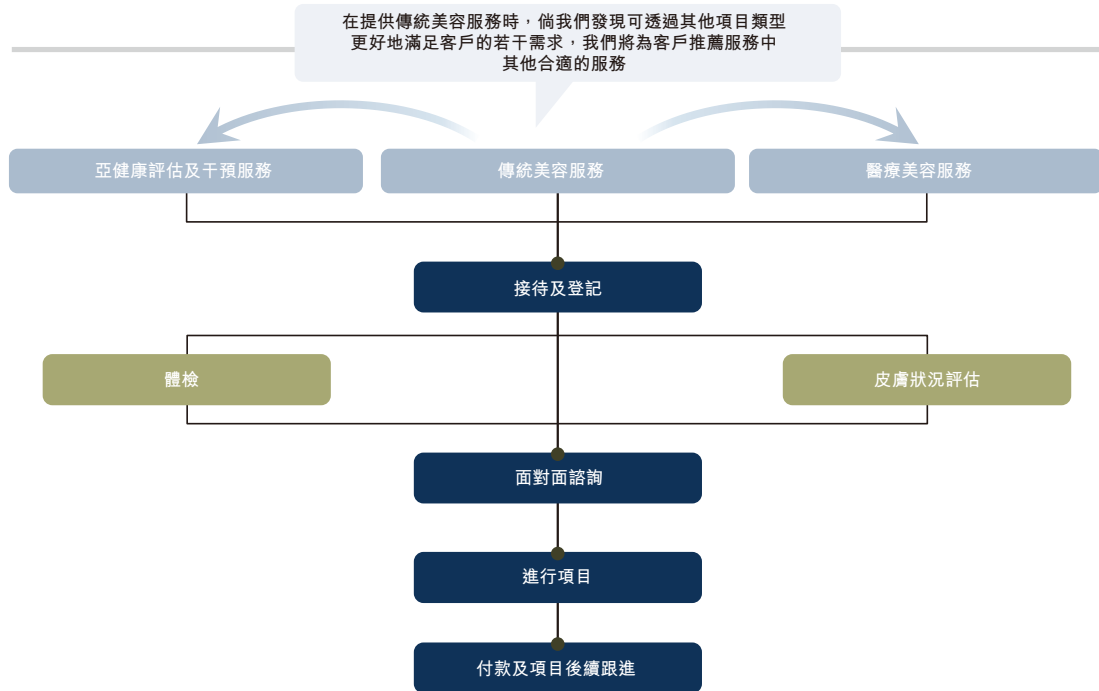 在提供傳統美容服務時，倘我們發現可透過其他項目類型
更好地滿足客戶的若干需求，我們將為客戶推薦服務中
其他合適的服務
亞健康評估及干預服務
傳統美容服務
醫療美容服務
接待及登記
體檢
皮膚狀況評估
面對面諮詢
進行項目
付款及項目後續跟進